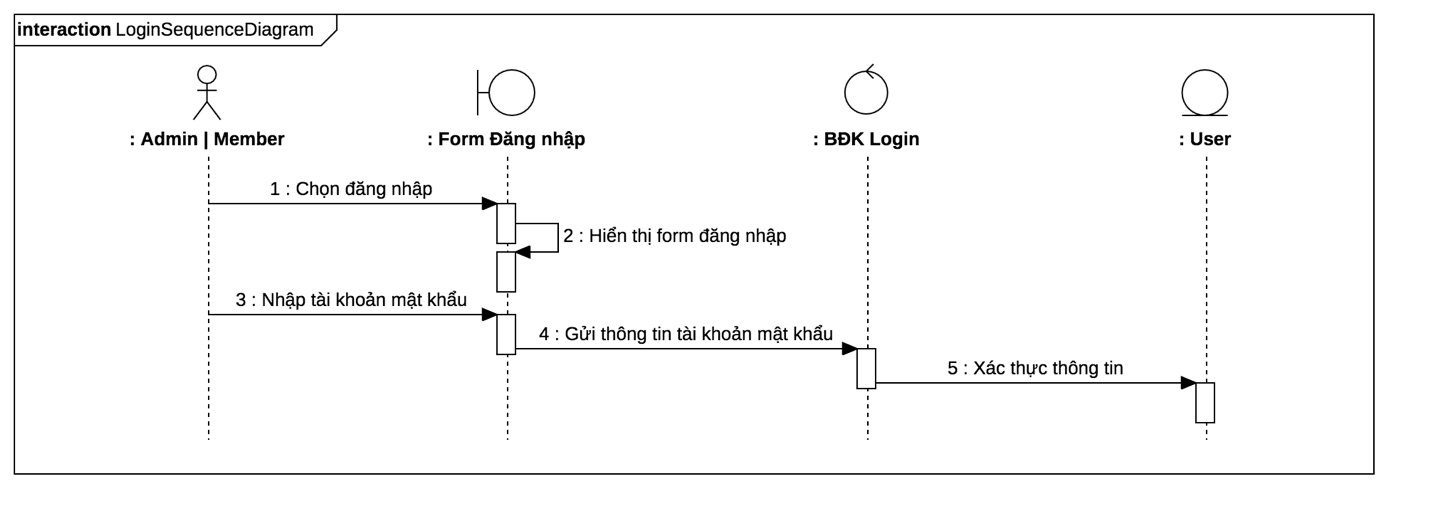 interaction LoginSequenceDiagram
: Admin | Member
: Form Đăng nhập
: BĐK Login
: User
1 : Chọn đăng nhập
2 : Hiển thị form đăng nhập
3 : Nhập tài khoản mật khẩu
4 : Gửi thông tin tài khoản mật khẩu
5 : Xác thực thông tin